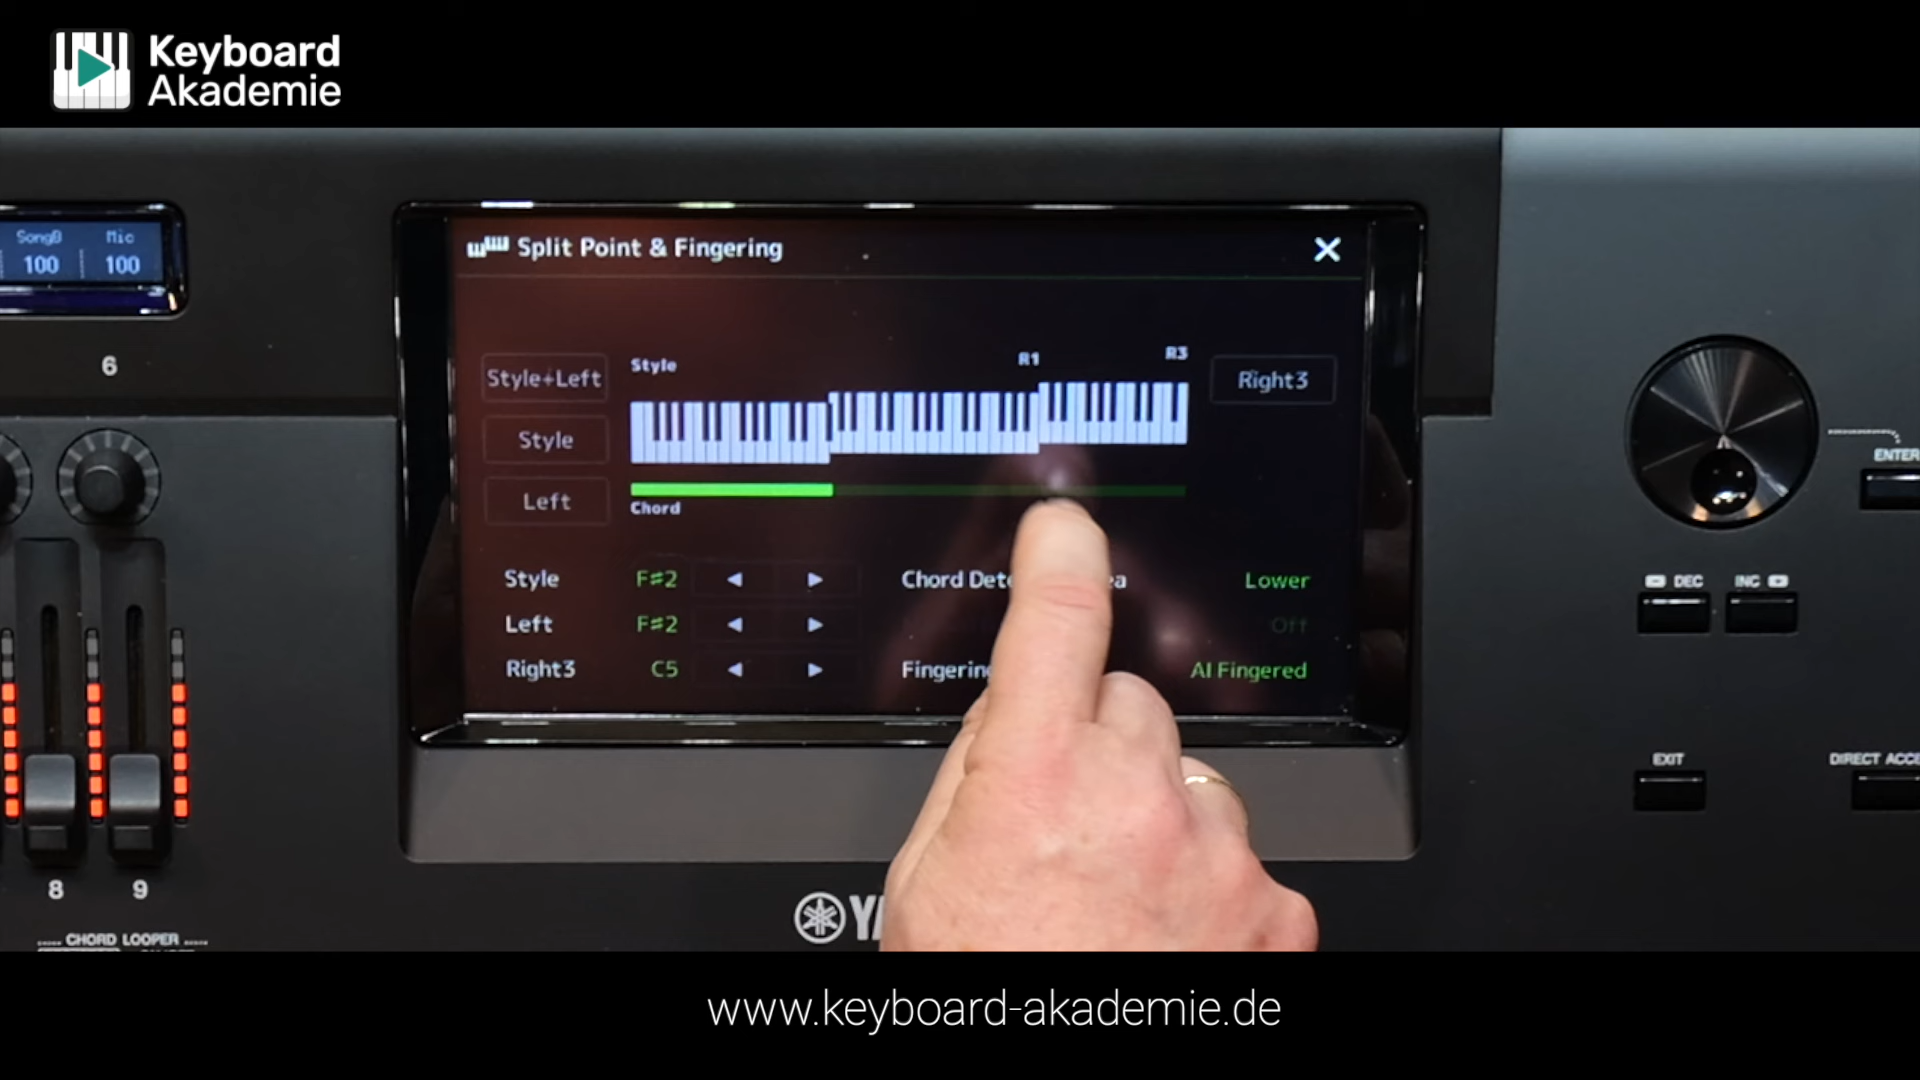 Keyboard
Akademie
SongB Mic
100 100
6
Split Point & Fingering
Style+Left
Style
Left
Style
R1
R3
Right3
Chord
Style F#2
Left F#2
Right3 C5
Lower
Off
AI Fingered
ENTER
DEC INC
EXIT
8 9
CHORD LOOPER
www.keyboard-akademie.de